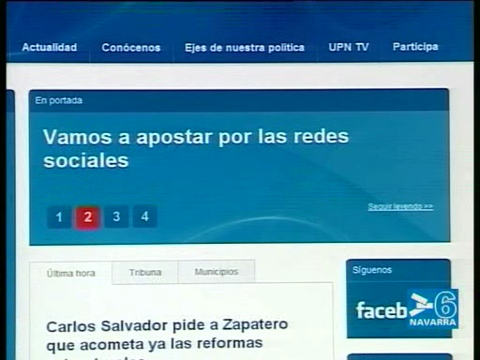 Actualidad Conócenos Ejes de nuestra política UPN TV Participa
En portada
Vamos a apostar por las redes
sociales
1 2 3 4
Seguir leyendo >>
Última hora Tribuna Municipios
Síguenos
faceb
6
NAVARRA
Carlos Salvador pide a Zapatero
que acometa ya las reformas